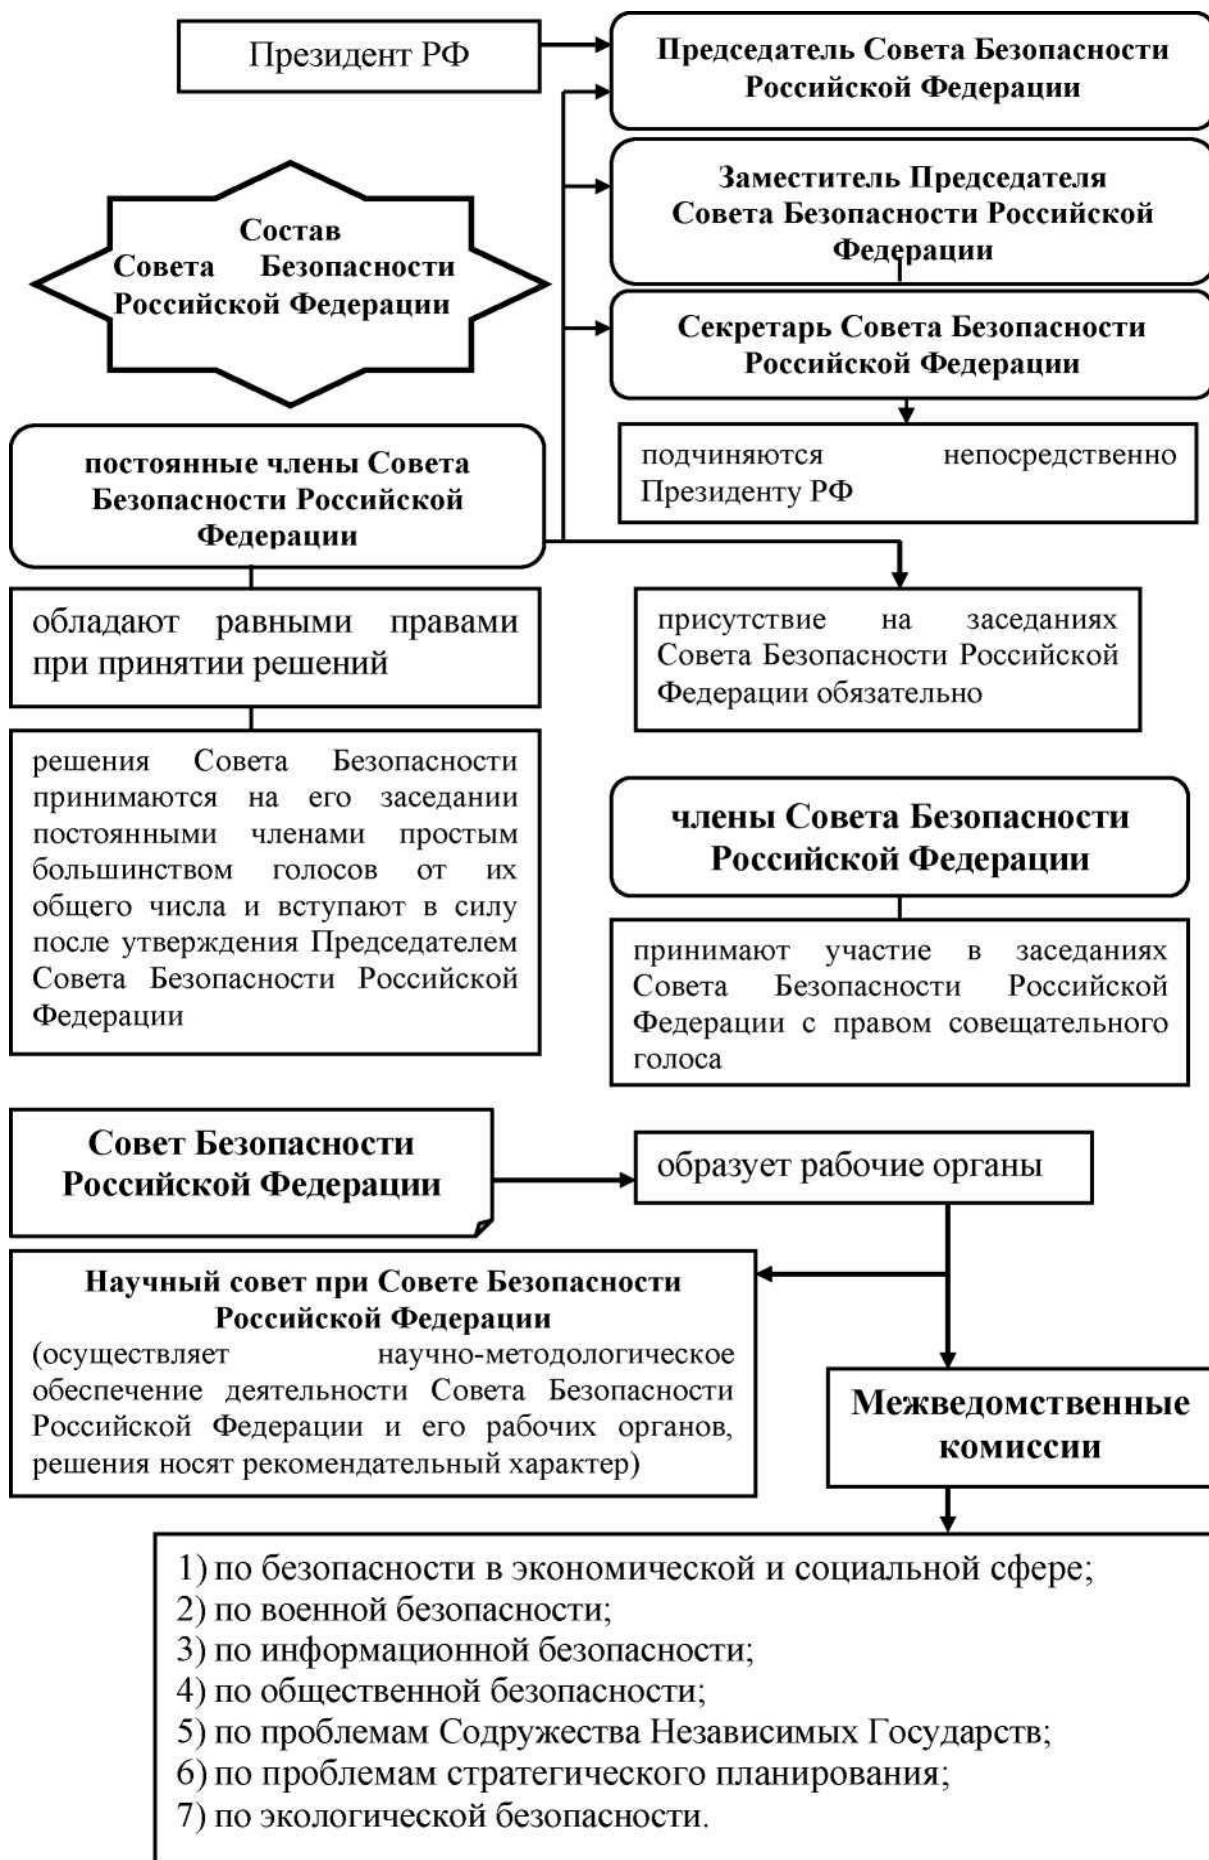 Президент РФ
Председатель Совета Безопасности
Российской Федерации
Заместитель Председателя
Совета Безопасности Российской
Федерации
Состав
Совета Безопасности
Российской Федерации
Секретарь Совета Безопасности
Российской Федерации
подчиняются непосредственно
Президенту РФ
постоянные члены Совета
Безопасности Российской
Федерации
обладают равными правами
при принятии решений
присутствие на заседаниях
Совета Безопасности Российской
Федерации обязательно
решения Совета Безопасности
принимаются на его заседании
постоянными членами простым
большинством голосов от их
общего числа и вступают в силу
после утверждения Председателем
Совета Безопасности Российской
Федерации
члены Совета Безопасности
Российской Федерации
принимают участие в заседаниях
Совета Безопасности Российской
Федерации с правом совещательного
голоса
Совет Безопасности
Российской Федерации
образует рабочие органы
Научный совет при Совете Безопасности
Российской Федерации
(осуществляет научно-методологическое
обеспечение деятельности Совета Безопасности
Российской Федерации и его рабочих органов,
решения носят рекомендательный характер)
Межведомственные
комиссии
1) по безопасности в экономической и социальной сфере;
2) по военной безопасности;
3) по информационной безопасности;
4) по общественной безопасности;
5) по проблемам Содружества Независимых Государств;
6) по проблемам стратегического планирования;
7) по экологической безопасности.